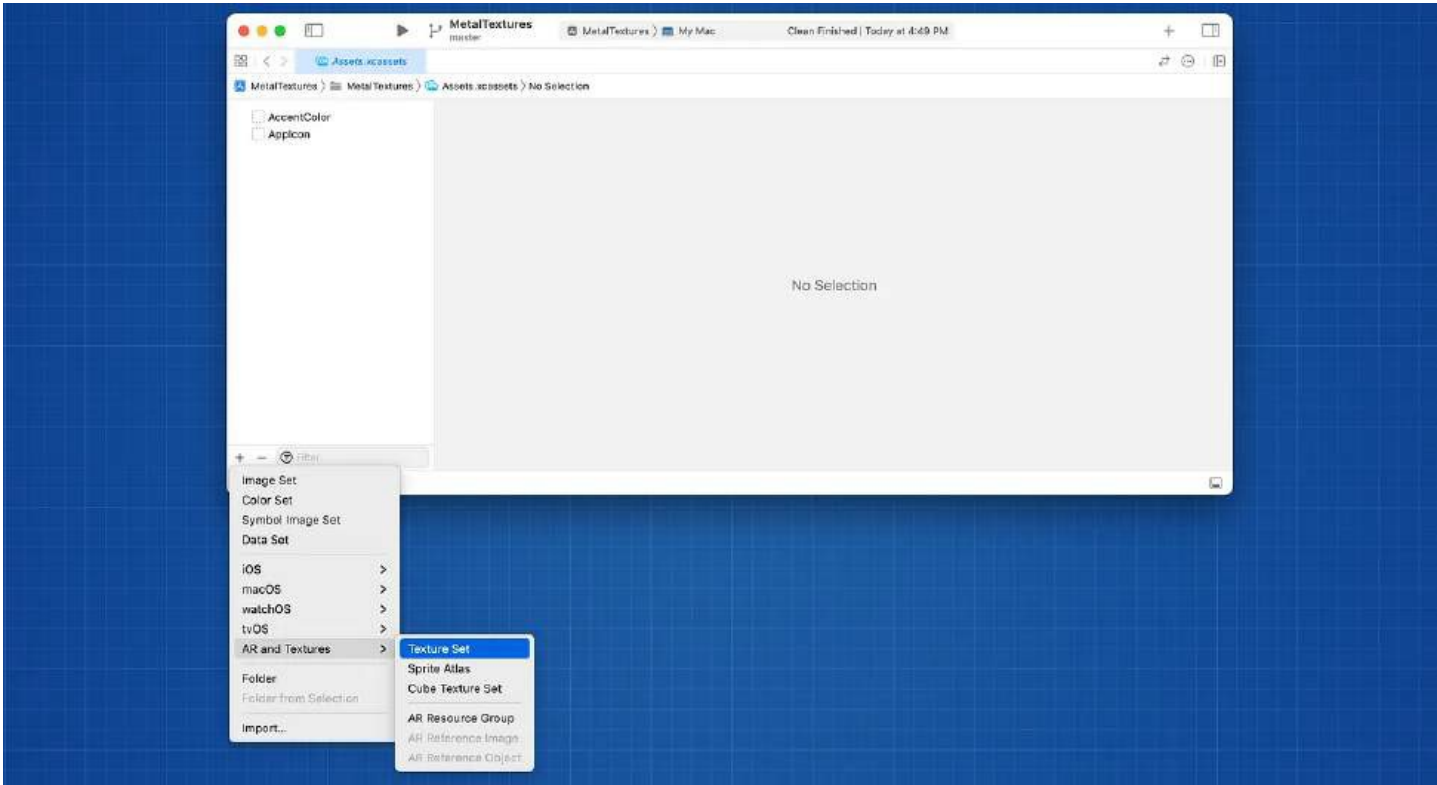 MetalTextures
master
MetalTextures 〉 My Mac
Clean Finished | Today at 4:49 PM
Assets.xcassets
MetalTextures 〉 MetalTextures 〉 Assets.xcassets 〉 No Selection
AccentColor
AppIcon
No Selection
Filter
Image Set
Color Set
Symbol Image Set
Data Set
iOS
macOS
watchOS
tvOS
AR and Textures
Folder
Folder from Selection
Import...
Texture Set
Sprite Atlas
Cube Texture Set
AR Resource Group
AR Reference Image
AR Reference Object